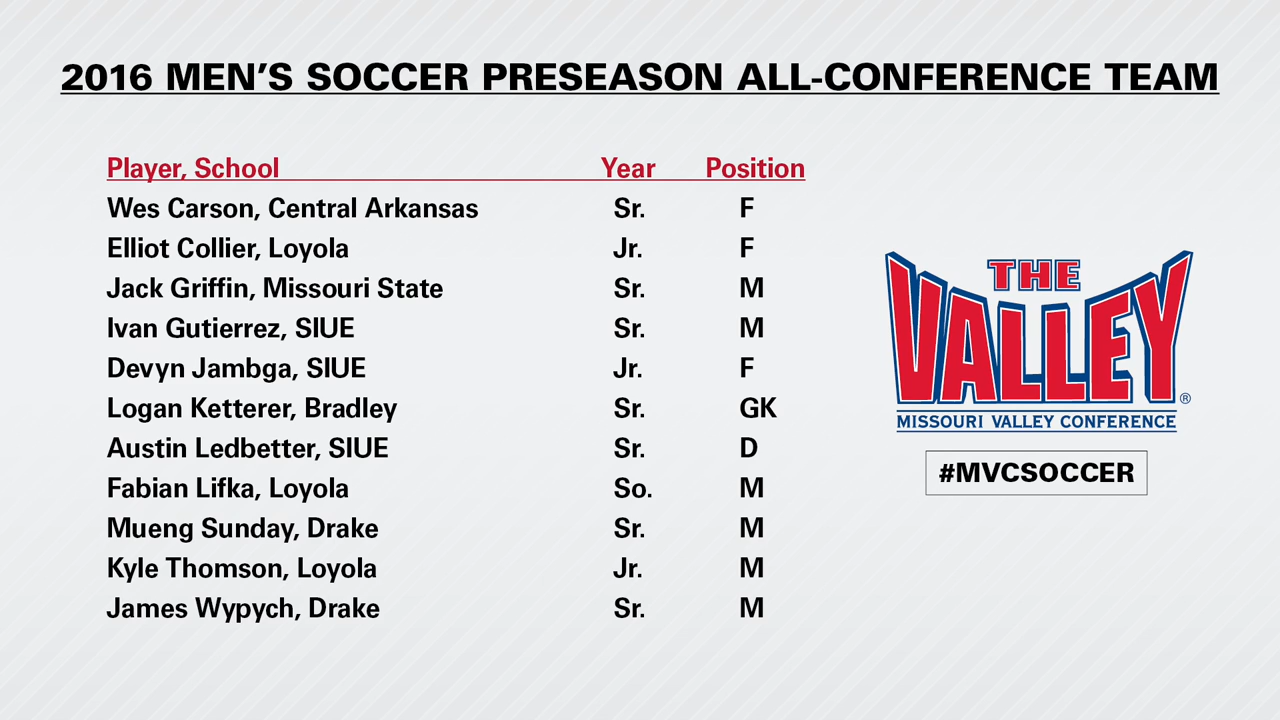 2016 MEN'S SOCCER PRESEASON ALL-CONFERENCE TEAM
Player, School Year Position
Wes Carson, Central Arkansas Sr. F
Elliot Collier, Loyola Jr. F
Jack Griffin, Missouri State Sr. M
Ivan Gutierrez, SIUE Sr. M
Devyn Jambga, SIUE Jr. F
Logan Ketterer, Bradley Sr. GK
Austin Ledbetter, SIUE Sr. D
Fabian Lifka, Loyola So. M
Mueng Sunday, Drake Sr. M
Kyle Thomson, Loyola Jr. M
James Wypych, Drake Sr. M
THE
VALLEY®
MISSOURI VALLEY CONFERENCE
#MVCSOCCER